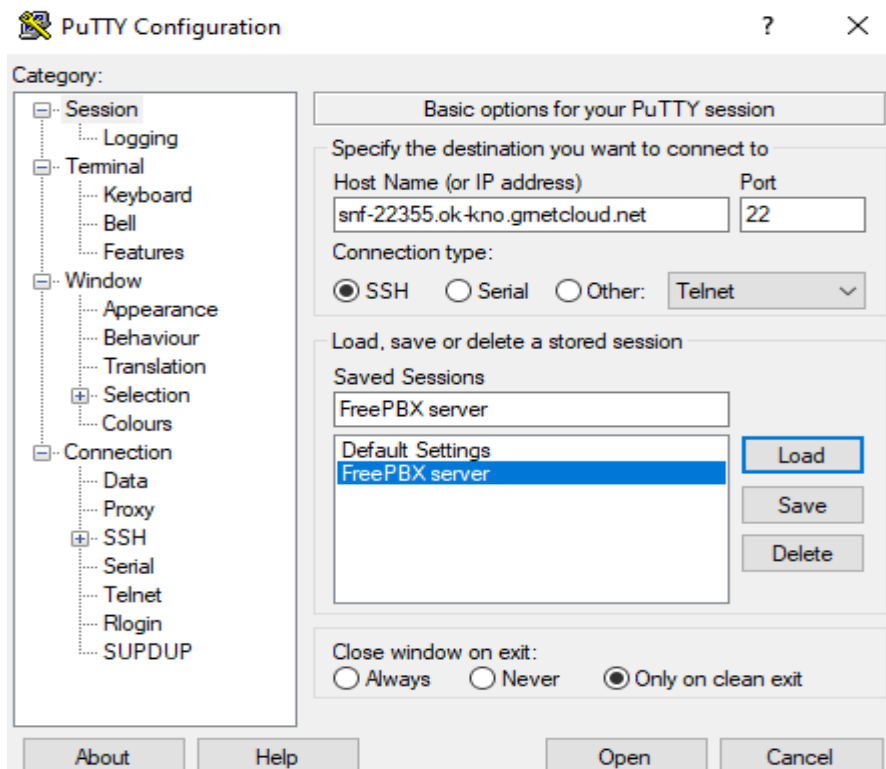 PuTTY Configuration
?
Category:
Session
Logging
Terminal
Keyboard
Bell
Features
Window
Appearance
Behaviour
Translation
Selection
Colours
Connection
Data
Proxy
SSH
Serial
Telnet
Rlogin
SUPDUP
Basic options for your PuTTY session
Specify the destination you want to connect to
Host Name (or IP address) Port
snf-22355.ok-kno.grnetcloud.net 22
Connection type:
SSH Serial Other: Telnet
Load, save or delete a stored session
Saved Sessions
FreePBX server
Default Settings
FreePBX server
Load
Save
Delete
Close window on exit:
Always Never Only on clean exit
About Help Open Cancel